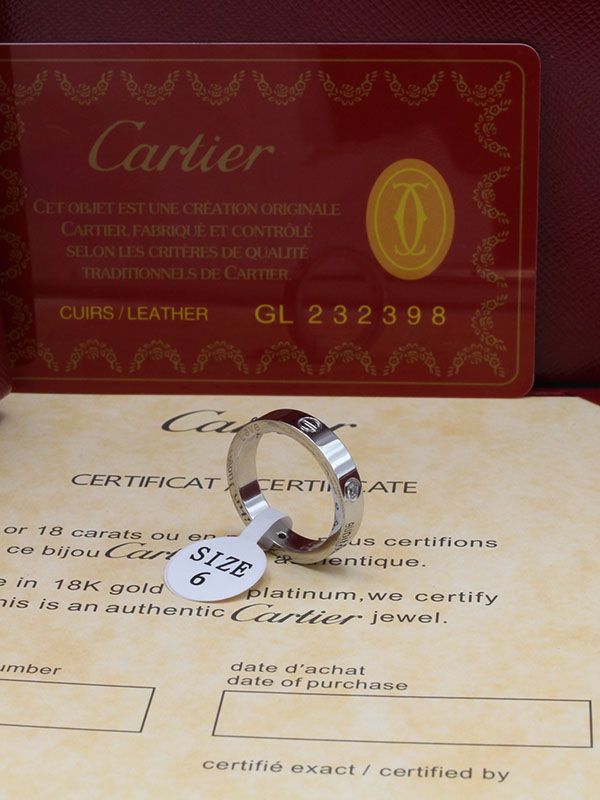 Cartier
CET OBJET EST UNE CRÉATION ORIGINALE
CARTIER, FABRIQUÉ ET CONTRÔLÉ
SELON LES CRITÈRES DE QUALITÉ
TRADITIONNELS DE CARTIER
CUIRS / LEATHER GL 232398
Cartier
CERTIFICAT / CERTIFICATE
or 18 carats ou en us certifions
ce bijou Cartier thentique.
e in 18K gold platinum, we certify
his is an authentic Cartier jewel.
SIZE
6
umber
date d'achat
date of purchase
certifié exact / certified by